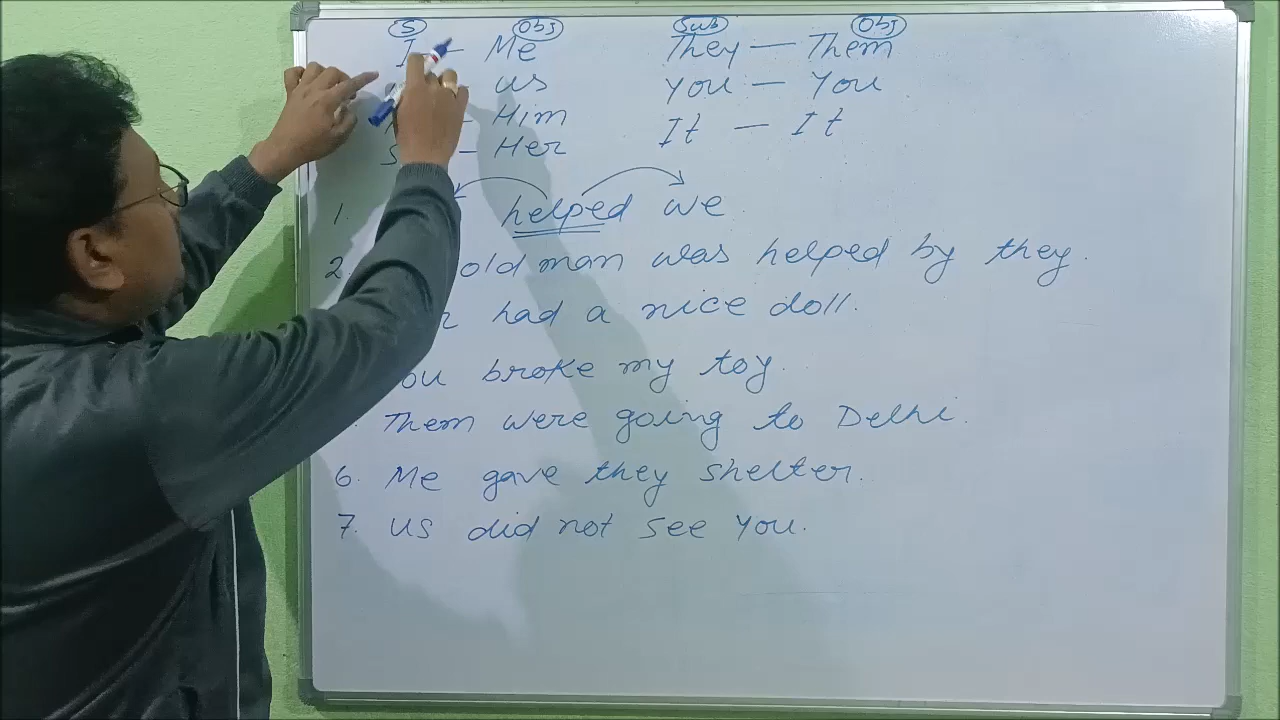 S Obj Sub Obj
I — Me They — Them
us You — You
— Him It — It
— Her
1 helped we
2 old man was helped by they.
had a nice doll.
You broke my toy.
Them were going to Delhi.
6. Me gave they shelter.
7. us did not see you.